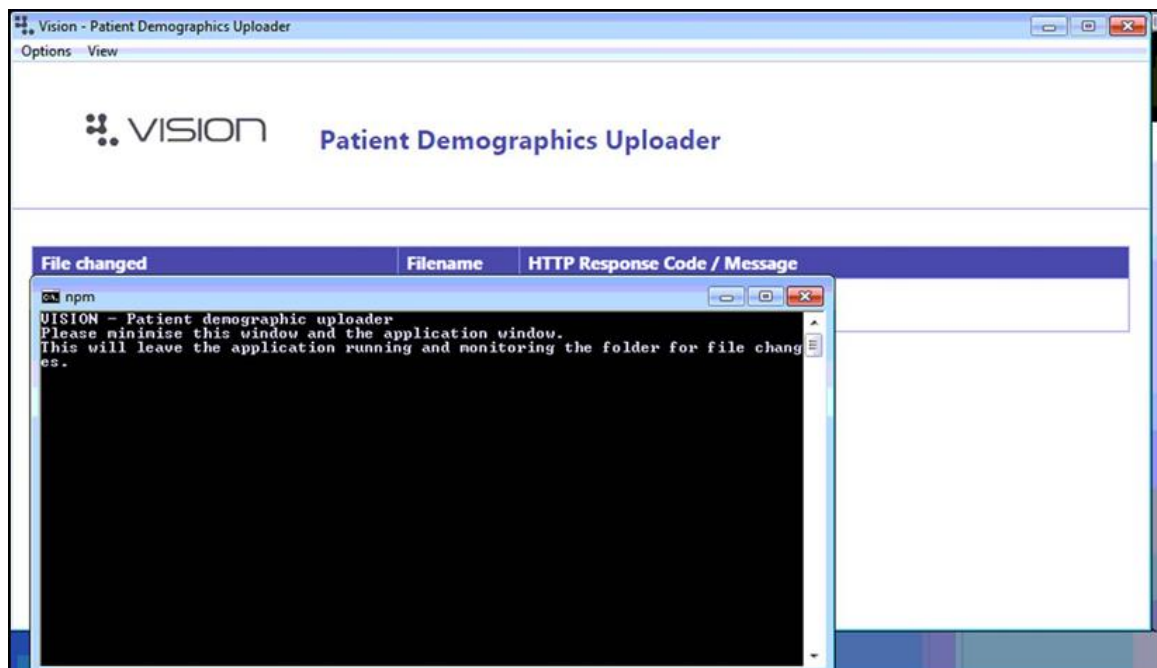 Vision - Patient Demographics Uploader
Options View
VISION
Patient Demographics Uploader
File changed Filename HTTP Response Code / Message
npm
VISION - Patient demographic uploader
Please minimise this window and the application window.
This will leave the application running and monitoring the folder for file chang
es.